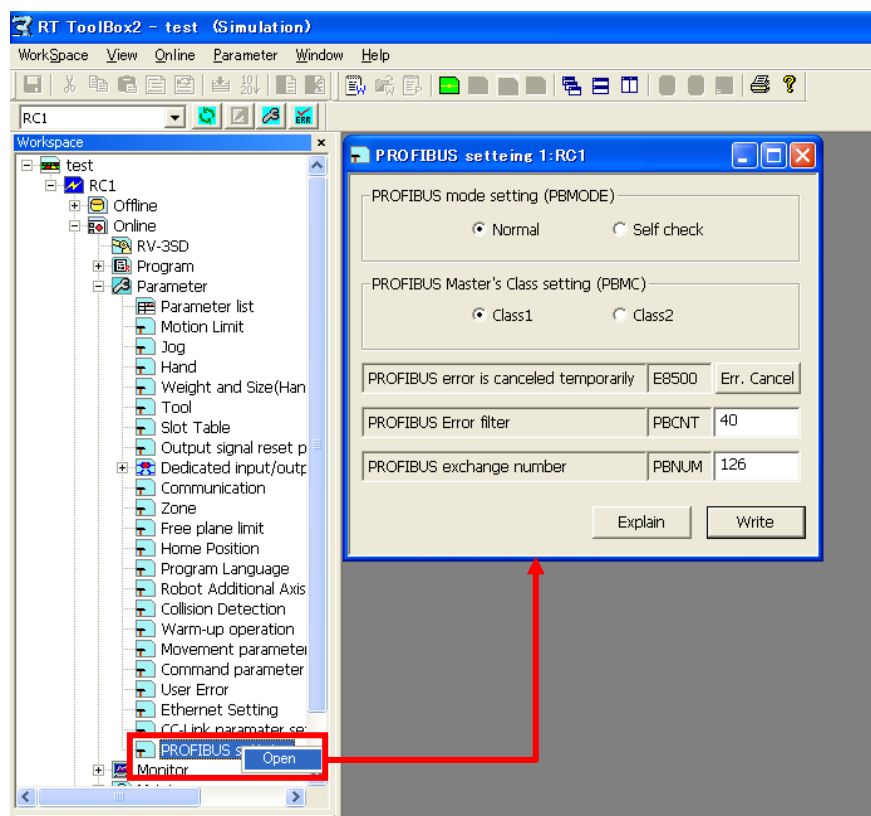 RT ToolBox2 - test (Simulation)
WorkSpace View Online Parameter Window Help
RC1
Workspace
test
RC1
Offline
Online
RV-3SD
Program
Parameter
Parameter list
Motion Limit
Jog
Hand
Weight and Size(Han
Tool
Slot Table
Output signal reset p
Dedicated input/outp
Communication
Zone
Free plane limit
Home Position
Program Language
Robot Additional Axis
Collision Detection
Warm-up operation
Movement parameter
Command parameter
User Error
Ethernet Setting
CC-Link paramater se
PROFIBUS s
Open
Monitor
PROFIBUS setteing 1:RC1
PROFIBUS mode setting (PBMODE)
Normal Self check
PROFIBUS Master's Class setting (PBMC)
Class1 Class2
PROFIBUS error is canceled temporarily E8500 Err. Cancel
PROFIBUS Error filter PBCNT 40
PROFIBUS exchange number PBNUM 126
Explain Write